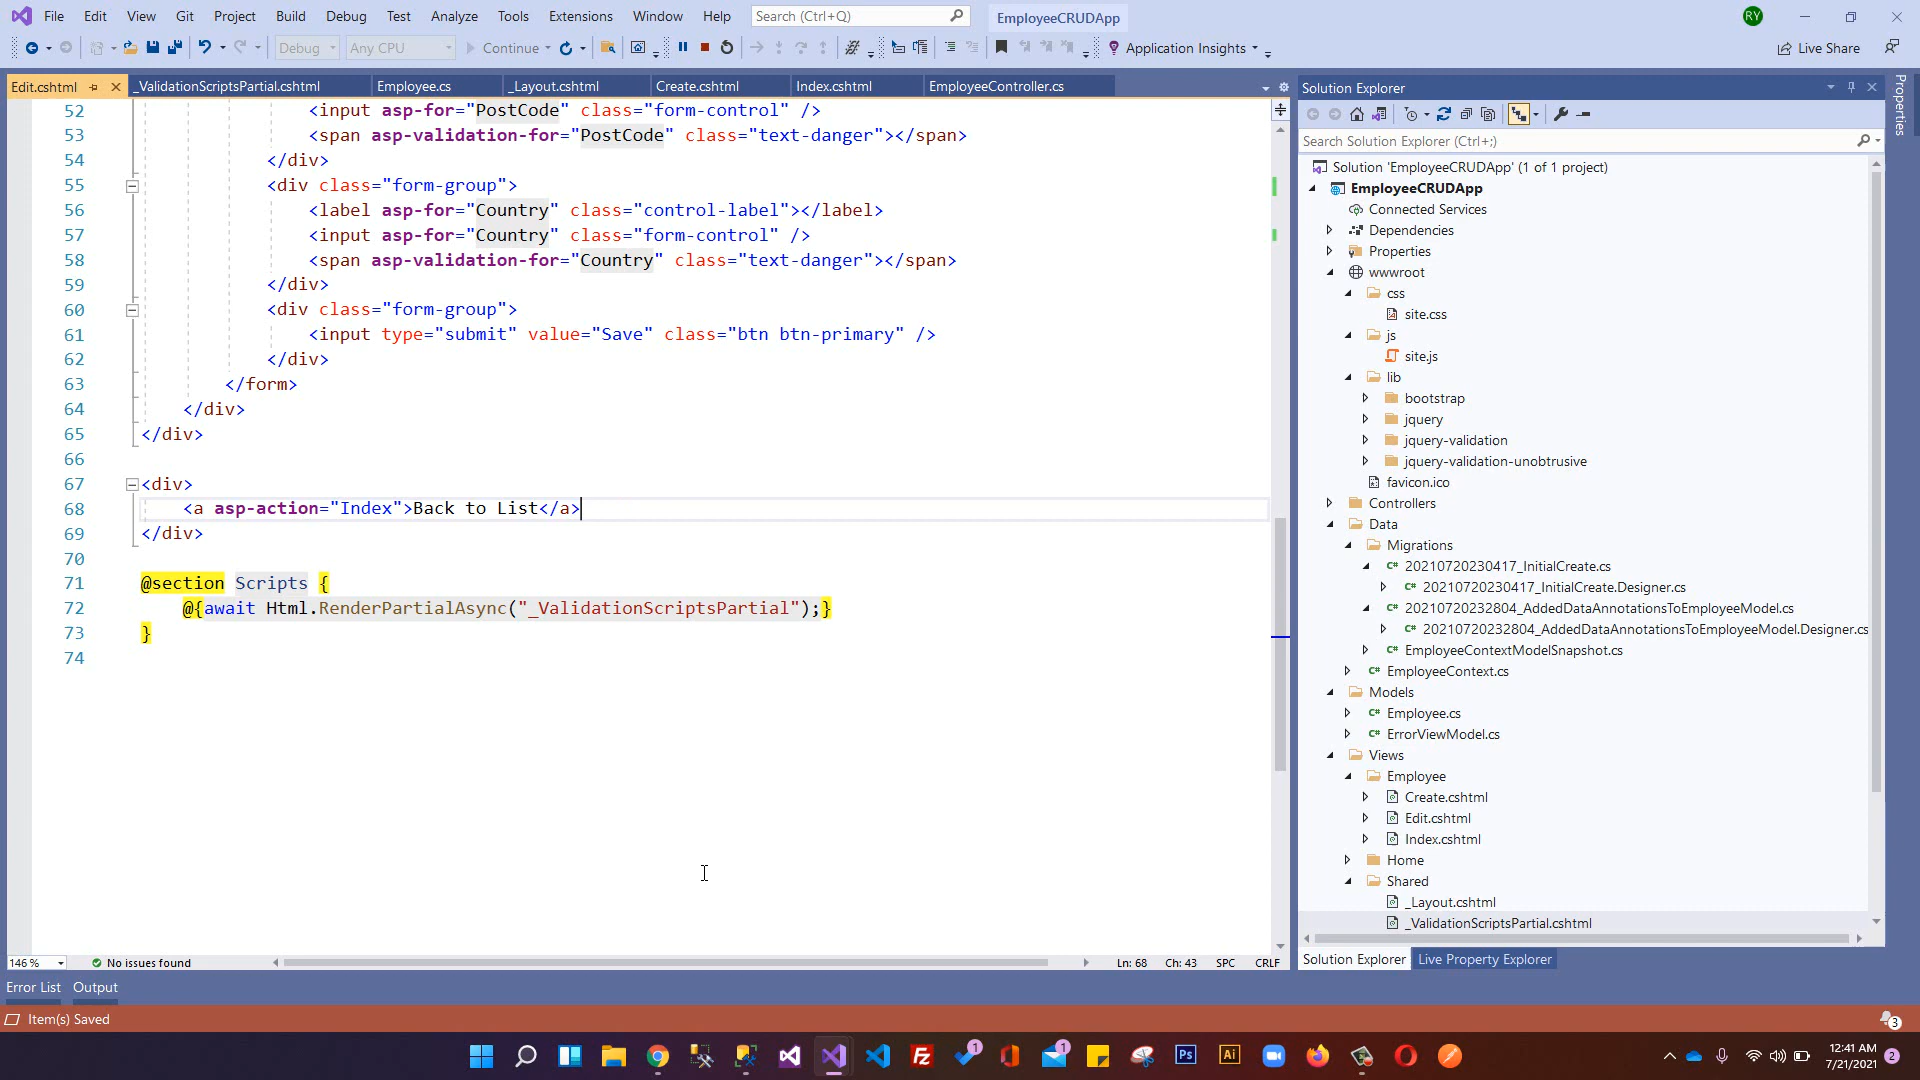 File Edit View Git Project Build Debug Test Analyze Tools Extensions Window Help Search (Ctrl+Q) EmployeeCRUDApp RY
Debug Any CPU Continue Application Insights Live Share
Edit.cshtml _ValidationScriptsPartial.cshtml Employee.cs _Layout.cshtml Create.cshtml Index.cshtml EmployeeController.cs
52 <input asp-for="PostCode" class="form-control" />
53 <span asp-validation-for="PostCode" class="text-danger"></span>
54 </div>
55 <div class="form-group">
56 <label asp-for="Country" class="control-label"></label>
57 <input asp-for="Country" class="form-control" />
58 <span asp-validation-for="Country" class="text-danger"></span>
59 </div>
60 <div class="form-group">
61 <input type="submit" value="Save" class="btn btn-primary" />
62 </div>
63 </form>
64 </div>
65 </div>
66
67 <div>
68 <a asp-action="Index">Back to List</a>
69 </div>
70
71 @section Scripts {
72 @{await Html.RenderPartialAsync("_ValidationScriptsPartial");}
73 }
74
146 % No issues found Ln: 68 Ch: 43 SPC CRLF
Error List Output
Item(s) Saved
Solution Explorer
Search Solution Explorer (Ctrl+;)
Solution 'EmployeeCRUDApp' (1 of 1 project)
EmployeeCRUDApp
Connected Services
Dependencies
Properties
wwwroot
css
site.css
js
site.js
lib
bootstrap
jquery
jquery-validation
jquery-validation-unobtrusive
favicon.ico
Controllers
Data
Migrations
C# 20210720230417_InitialCreate.cs
C# 20210720230417_InitialCreate.Designer.cs
C# 20210720232804_AddedDataAnnotationsToEmployeeModel.cs
C# 20210720232804_AddedDataAnnotationsToEmployeeModel.Designer.cs
C# EmployeeContextModelSnapshot.cs
C# EmployeeContext.cs
Models
C# Employee.cs
C# ErrorViewModel.cs
Views
Employee
Create.cshtml
Edit.cshtml
Index.cshtml
Home
Shared
_Layout.cshtml
_ValidationScriptsPartial.cshtml
Solution Explorer Live Property Explorer
Properties
3
1 1 Fz Ps Ai
12:41 AM
7/21/2021 2